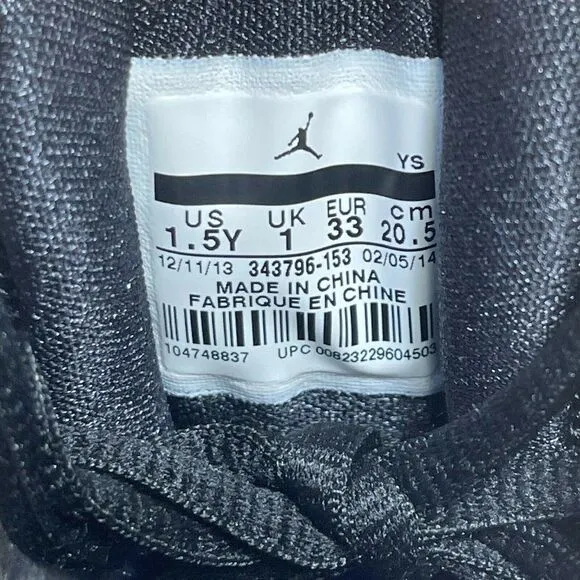 YS
US UK EUR cm
1.5Y 1 33 20.5
12/11/13 343796-153 02/05/14
MADE IN CHINA
FABRIQUE EN CHINE
104748837 UPC 00823229604503